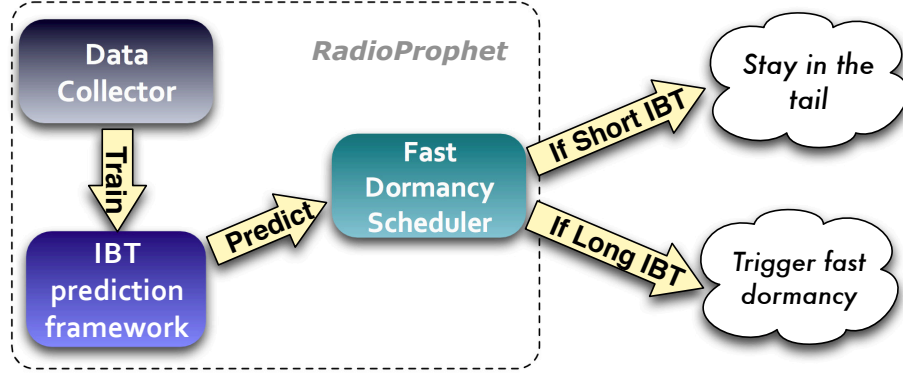 RadioProphet
Data
Collector
Train
IBT
prediction
framework
Predict
Fast
Dormancy
Scheduler
If Short IBT
Stay in the
tail
If Long IBT
Trigger fast
dormancy